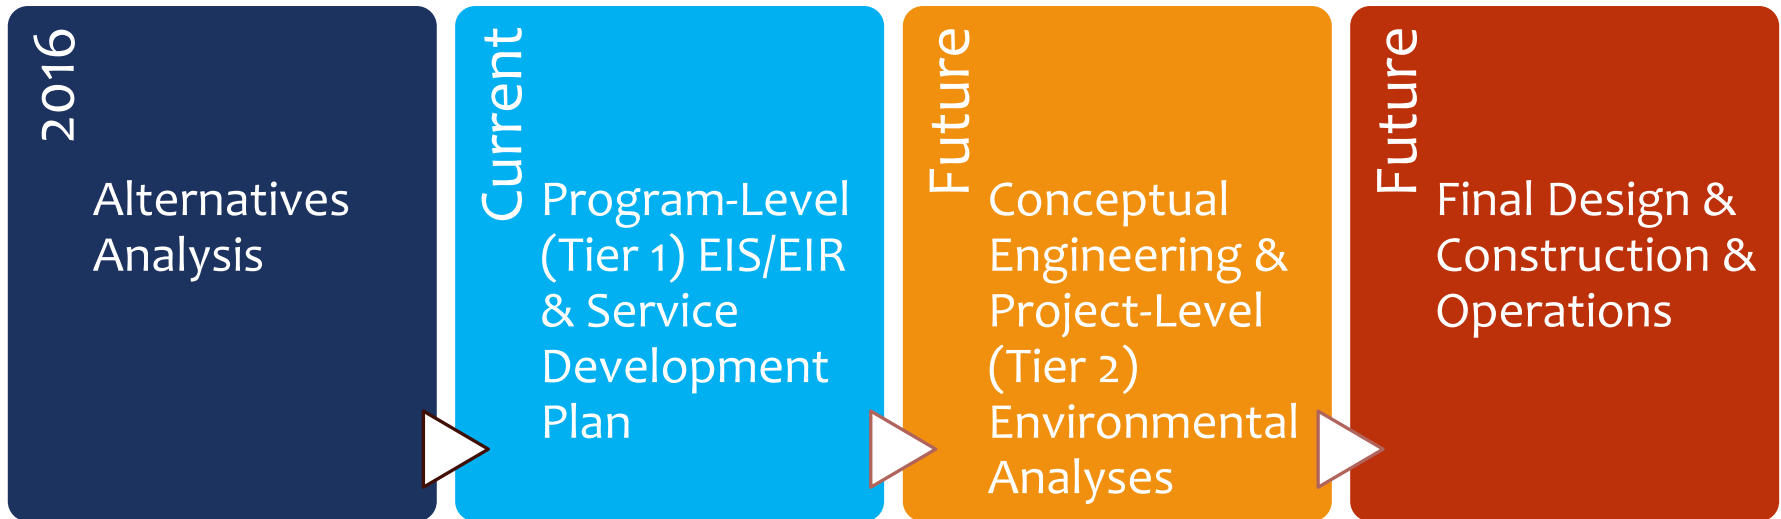 2016
Alternatives
Analysis
Current
Program-Level
(Tier 1) EIS/EIR
& Service
Development
Plan
Future
Conceptual
Engineering &
Project-Level
(Tier 2)
Environmental
Analyses
Future
Final Design &
Construction &
Operations